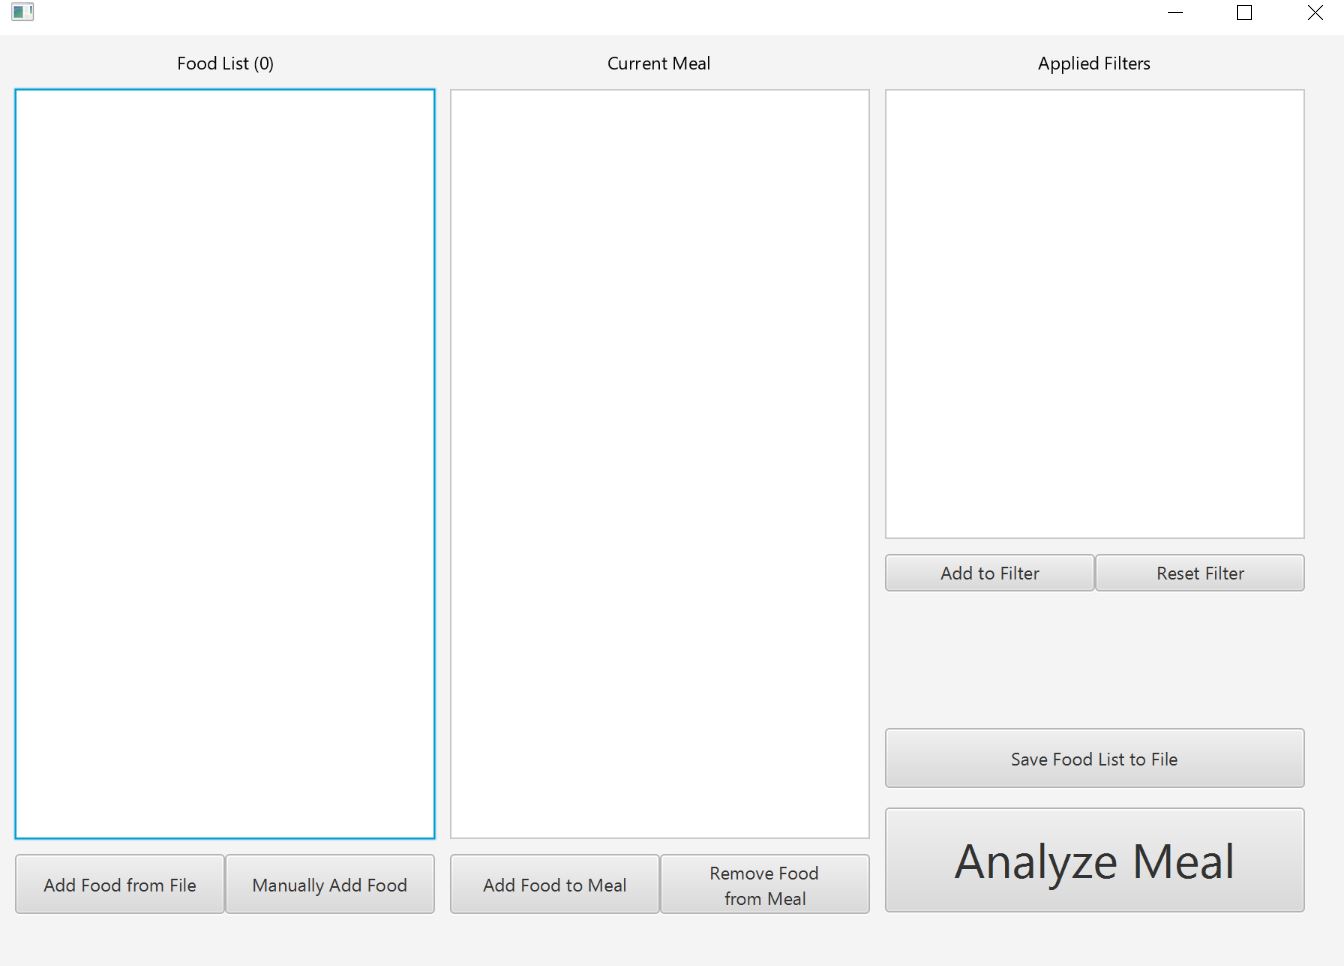 Food List (0)
Current Meal
Applied Filters
Add to Filter
Reset Filter
Save Food List to File
Analyze Meal
Add Food from File
Manually Add Food
Add Food to Meal
Remove Food
from Meal